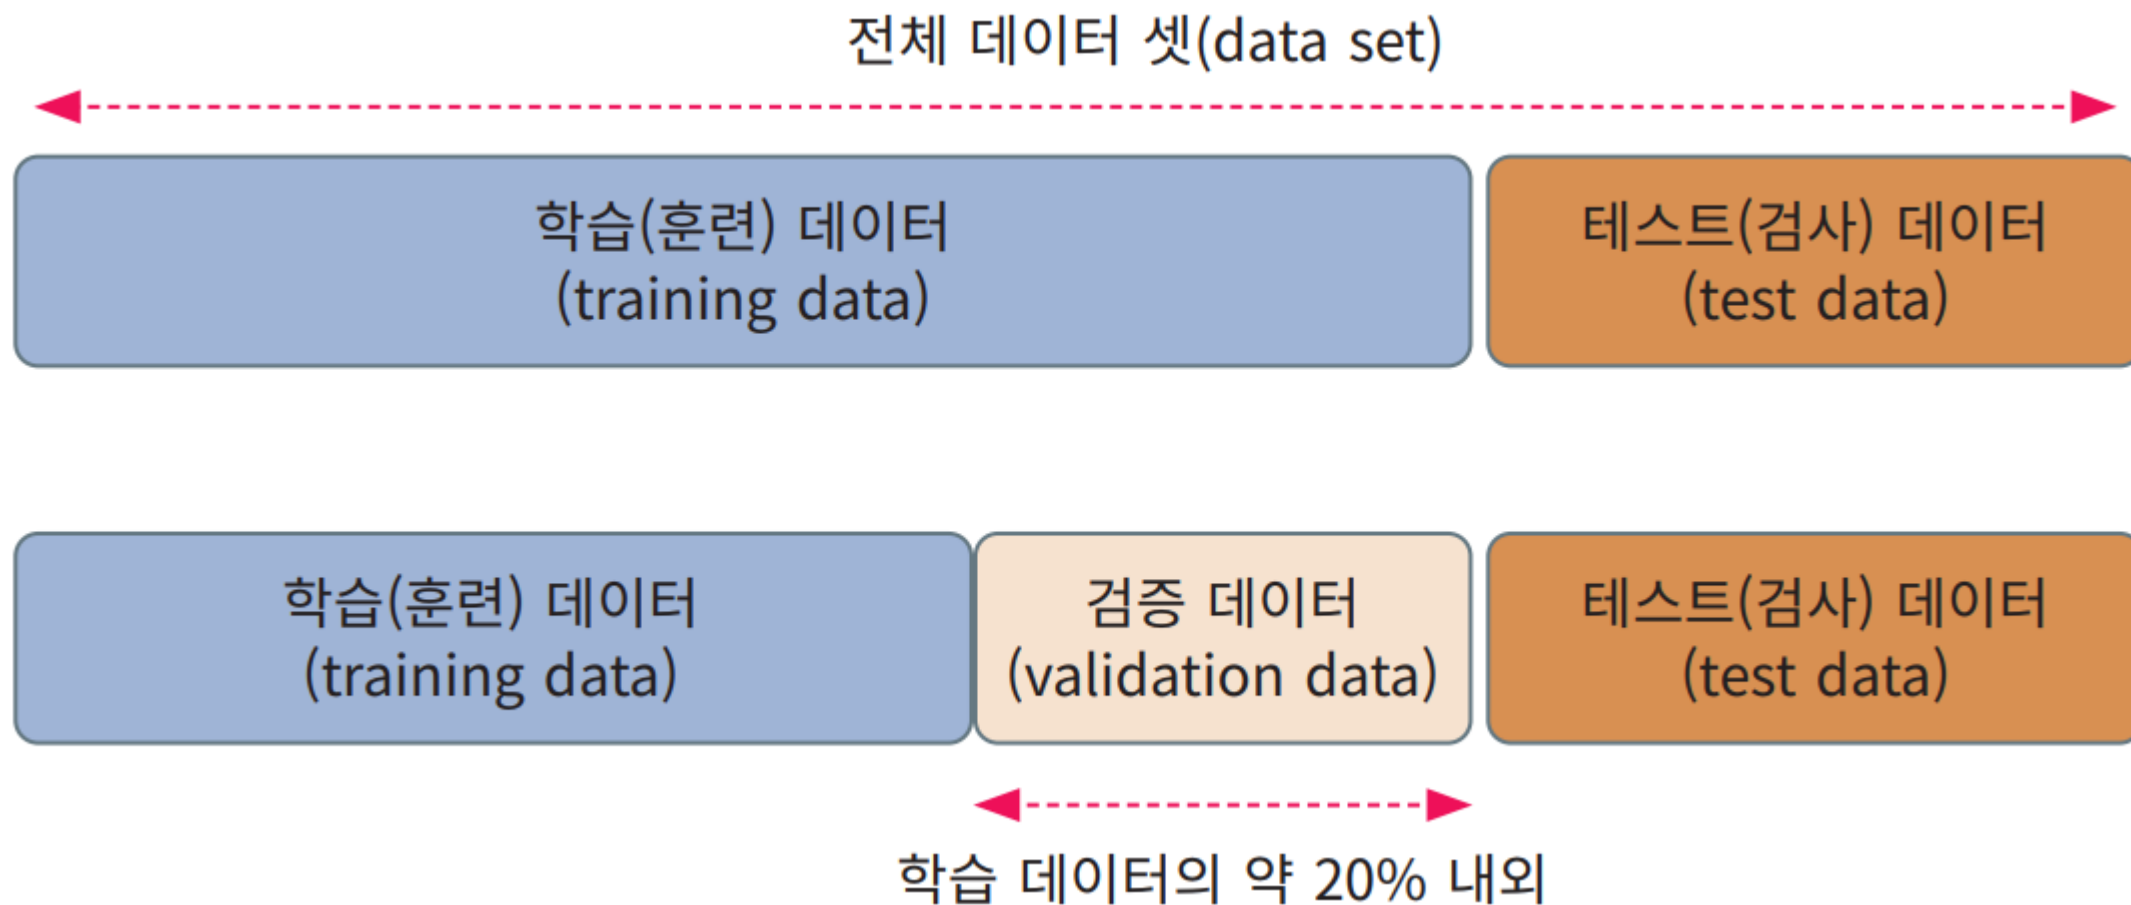 전체 데이터 셋(data set)
학습(훈련) 데이터
(training data)
테스트(검사) 데이터
(test data)
학습(훈련) 데이터
(training data)
검증 데이터
(validation data)
테스트(검사) 데이터
(test data)
학습 데이터의 약 20% 내외